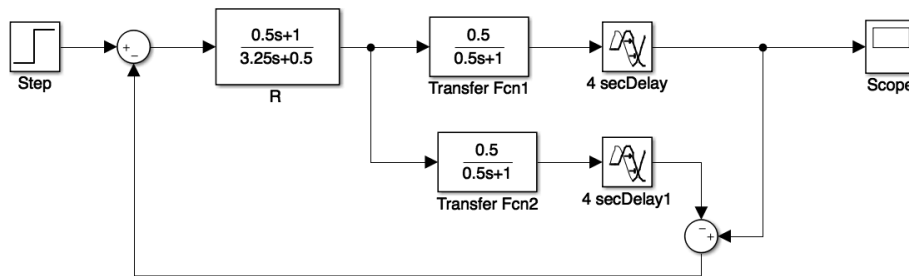 Step
+
−
0.5s+1
3.25s+0.5
R
0.5
0.5s+1
Transfer Fcn1
4 secDelay
Scope
0.5
0.5s+1
Transfer Fcn2
4 secDelay1
−
+